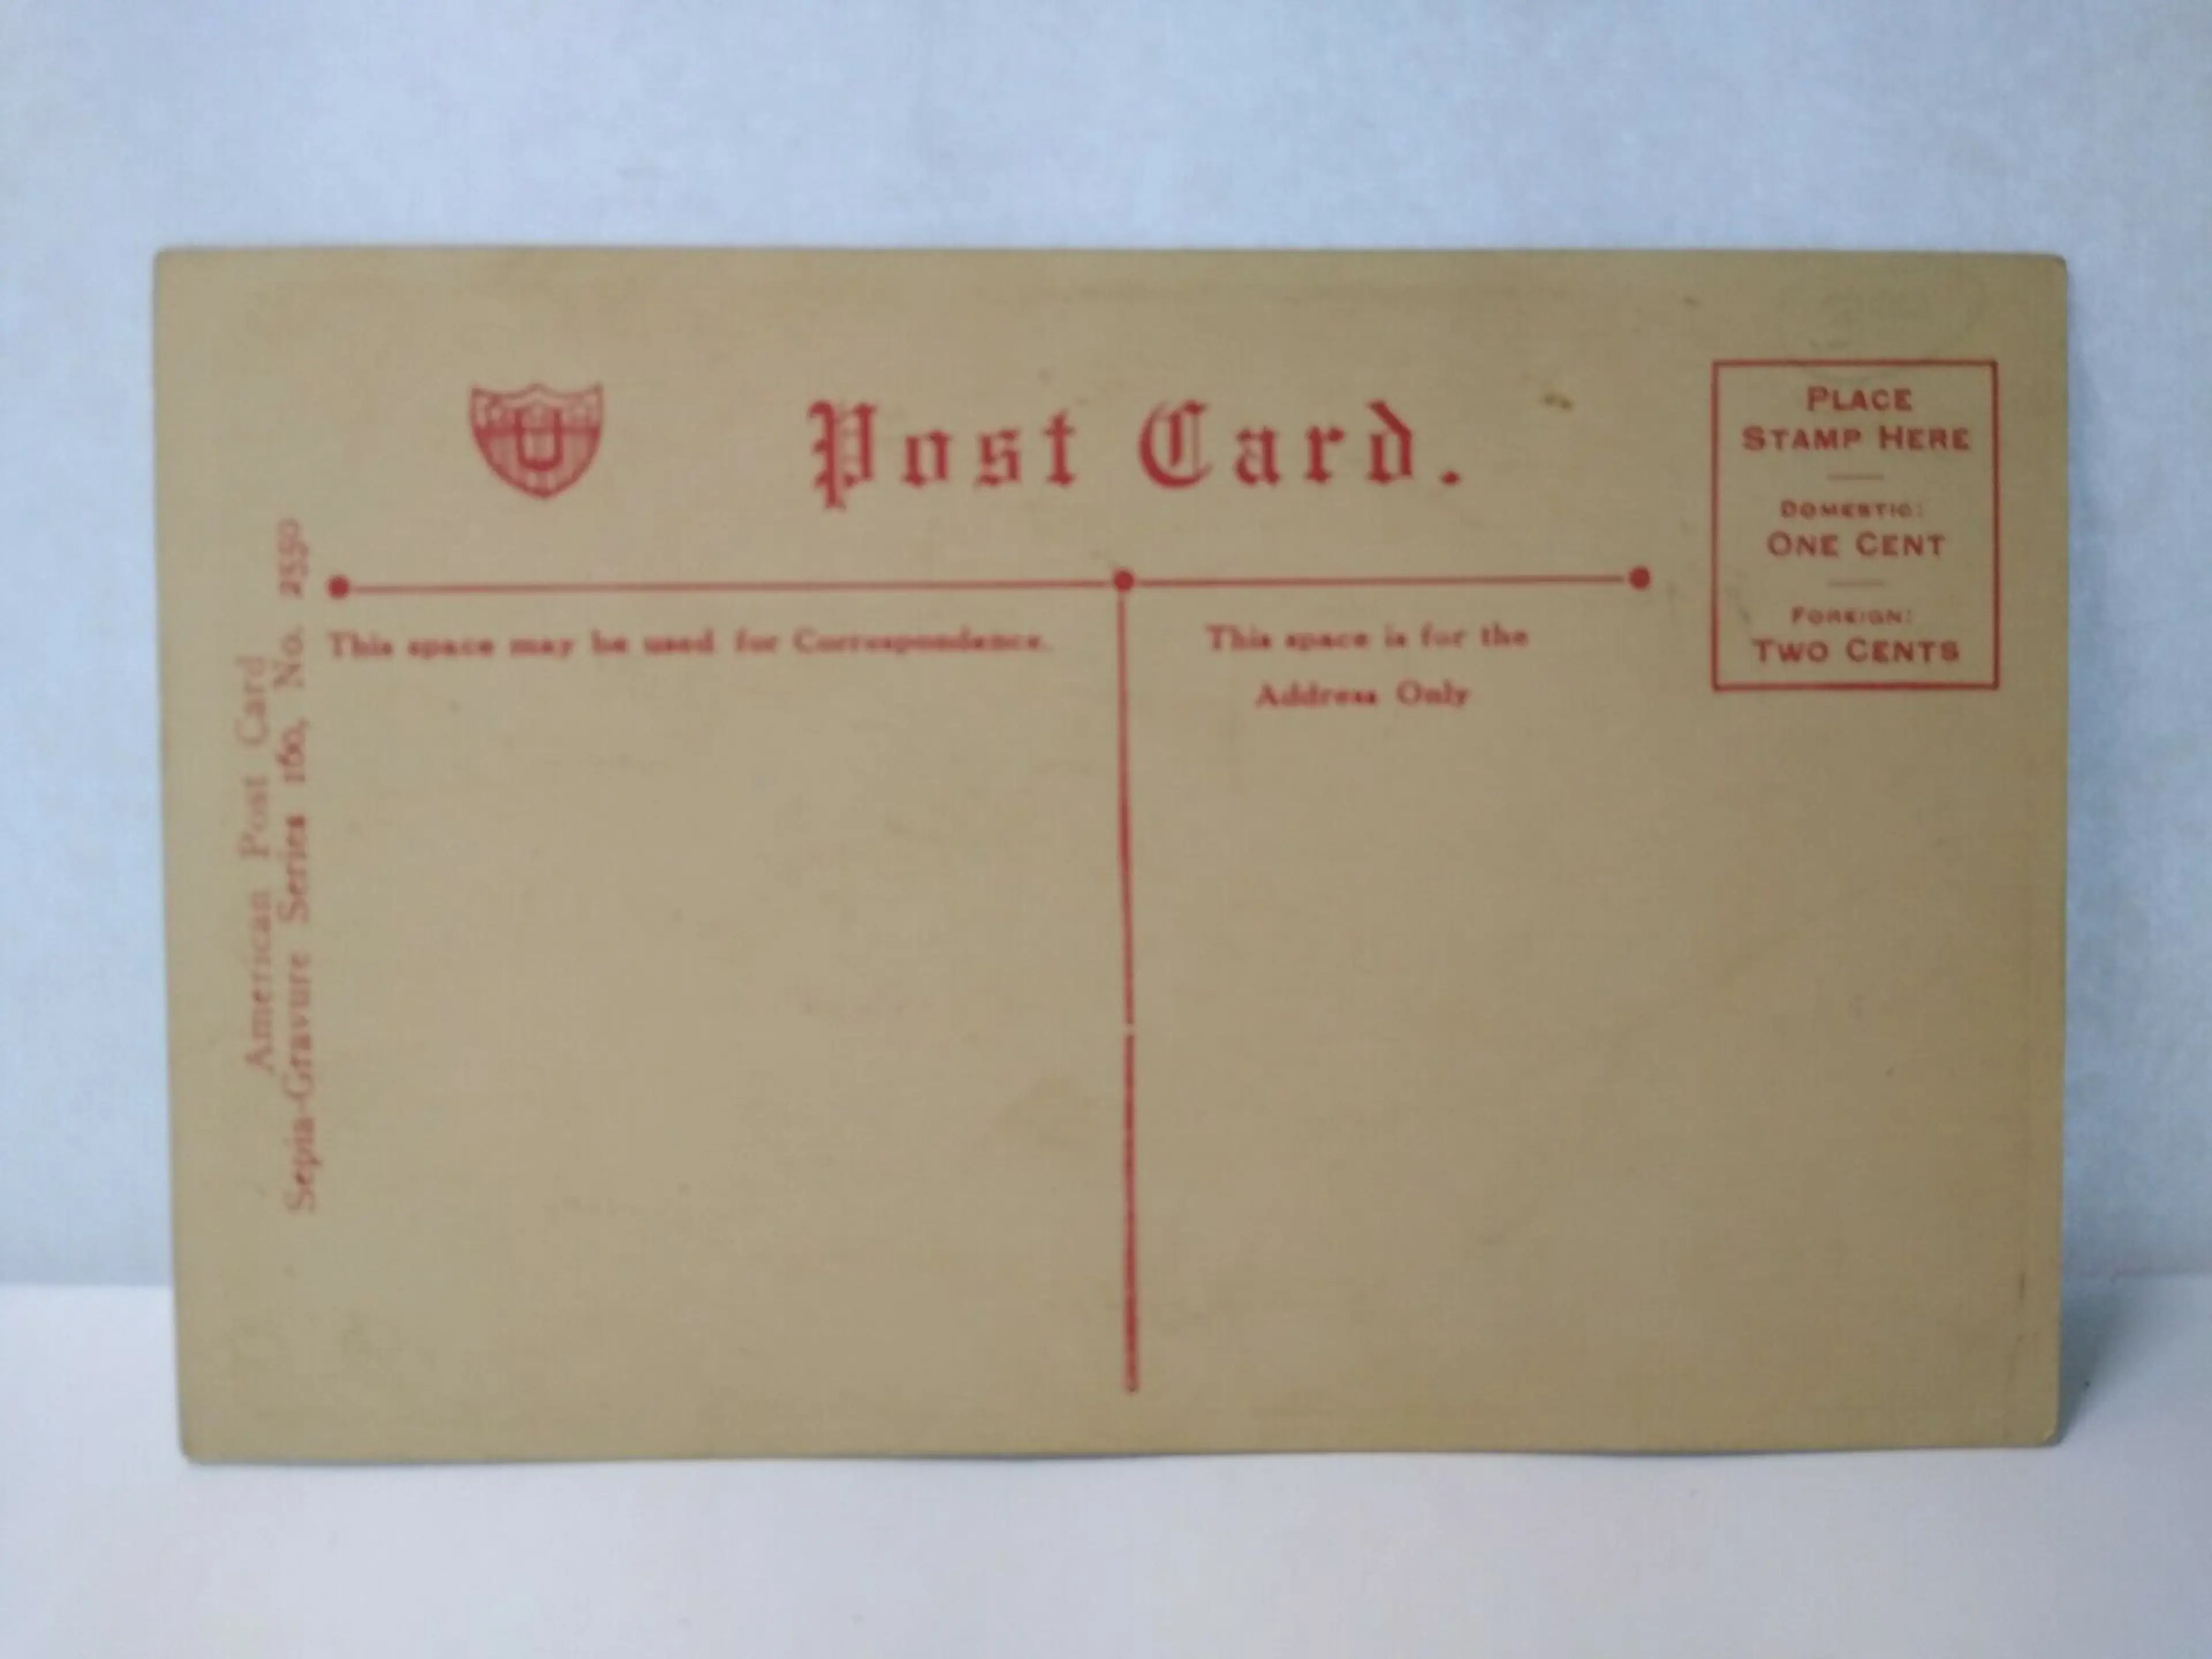 U
Post Card.
PLACE
STAMP HERE
DOMESTIC:
ONE CENT
FOREIGN:
TWO CENTS
This space may be used for Correspondence.
This space is for the
Address Only
American Post Card
Sepia-Gravure Series 160, No. 2550